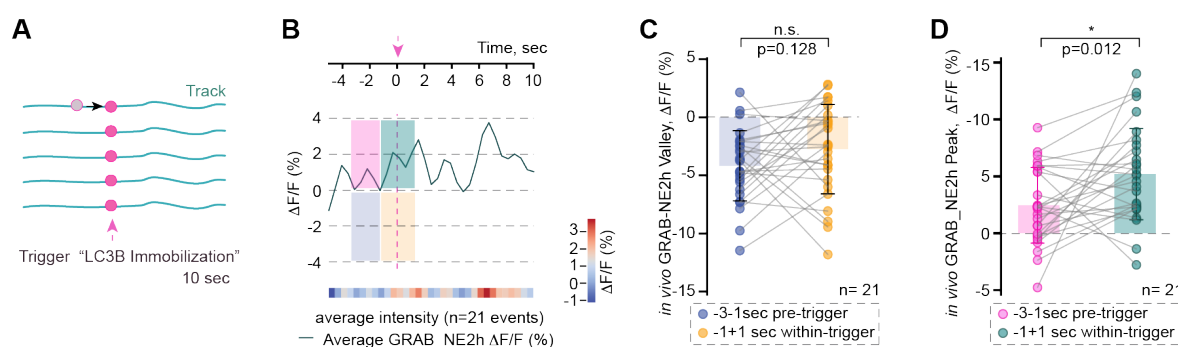 A
Track
Trigger "LC3B Immobilization"
10 sec
B
Time, sec
-4 -2 0 2 4 6 8 10
ΔF/F (%)
4
2
0
-2
-4
3
2
1
0
-1
ΔF/F (%)
average intensity (n=21 events)
Average GRAB_NE2h ΔF/F (%)
C
n.s.
p=0.128
in vivo GRAB-NE2h Valley, ΔF/F (%)
5
0
-5
-10
-15
n= 21
-3-1sec pre-trigger
-1+1 sec within-trigger
D
*
p=0.012
in vivo GRAB_NE2h Peak, ΔF/F (%)
-15
-10
5
0
-5
n= 21
-3-1sec pre-trigger
-1+1 sec within-trigger